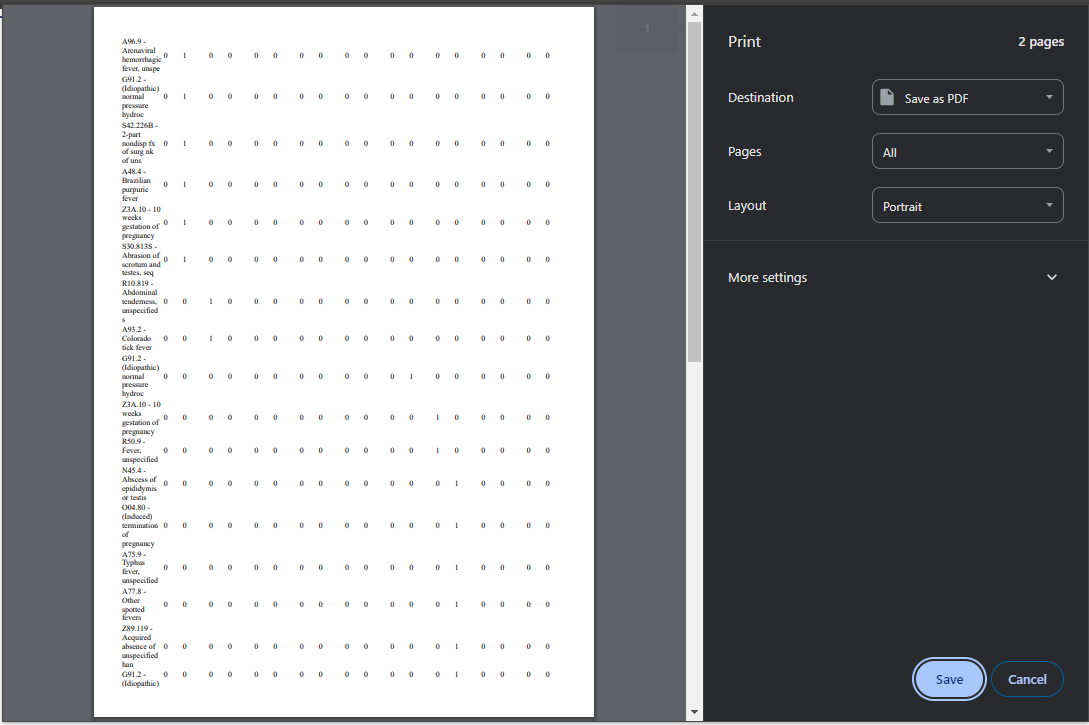 A96.9 -
Arenaviral
hemorrhagic 0 1 0 0 0 0 0 0 0 0 0 0 0 0 0 0 0 0
fever, unspe
G91.2 -
(Idiopathic)
normal 0 1 0 0 0 0 0 0 0 0 0 0 0 0 0 0 0 0
pressure
hydroc
S42.226B -
2-part
nondisp fx 0 1 0 0 0 0 0 0 0 0 0 0 0 0 0 0 0 0
of surg nk
of uns
A48.4 -
Brazilian
purpuric 0 1 0 0 0 0 0 0 0 0 0 0 0 0 0 0 0 0
fever
Z3A.10 - 10
weeks
gestation of 0 1 0 0 0 0 0 0 0 0 0 0 0 0 0 0 0 0
pregnancy
S30.813S -
Abrasion of
scrotum and 0 1 0 0 0 0 0 0 0 0 0 0 0 0 0 0 0 0
testes, seq
R10.819 -
Abdominal
tenderness, 0 0 1 0 0 0 0 0 0 0 0 0 0 0 0 0 0 0
unspecified
s
A93.2 -
Colorado 0 0 1 0 0 0 0 0 0 0 0 0 0 0 0 0 0 0
tick fever
G91.2 -
(Idiopathic)
normal 0 0 0 0 0 0 0 0 0 0 0 1 0 0 0 0 0 0
pressure
hydroc
Z3A.10 - 10
weeks
gestation of 0 0 0 0 0 0 0 0 0 0 0 0 1 0 0 0 0 0
pregnancy
R50.9 -
Fever, 0 0 0 0 0 0 0 0 0 0 0 0 1 0 0 0 0 0
unspecified
N45.4 -
Abscess of
epididymis 0 0 0 0 0 0 0 0 0 0 0 0 0 1 0 0 0 0
or testis
O04.80 -
(Induced)
termination 0 0 0 0 0 0 0 0 0 0 0 0 0 1 0 0 0 0
of
pregnancy
A75.9 -
Typhus
fever, 0 0 0 0 0 0 0 0 0 0 0 0 0 1 0 0 0 0
unspecified
A77.8 -
Other
spotted 0 0 0 0 0 0 0 0 0 0 0 0 0 1 0 0 0 0
fevers
Z89.119 -
Acquired
absence of 0 0 0 0 0 0 0 0 0 0 0 0 0 1 0 0 0 0
unspecified
han
G91.2 - 0 0 0 0 0 0 0 0 0 0 0 0 0 1 0 0 0 0
(Idiopathic)
1
Print 2 pages
Destination Save as PDF
Pages All
Layout Portrait
More settings
Save Cancel